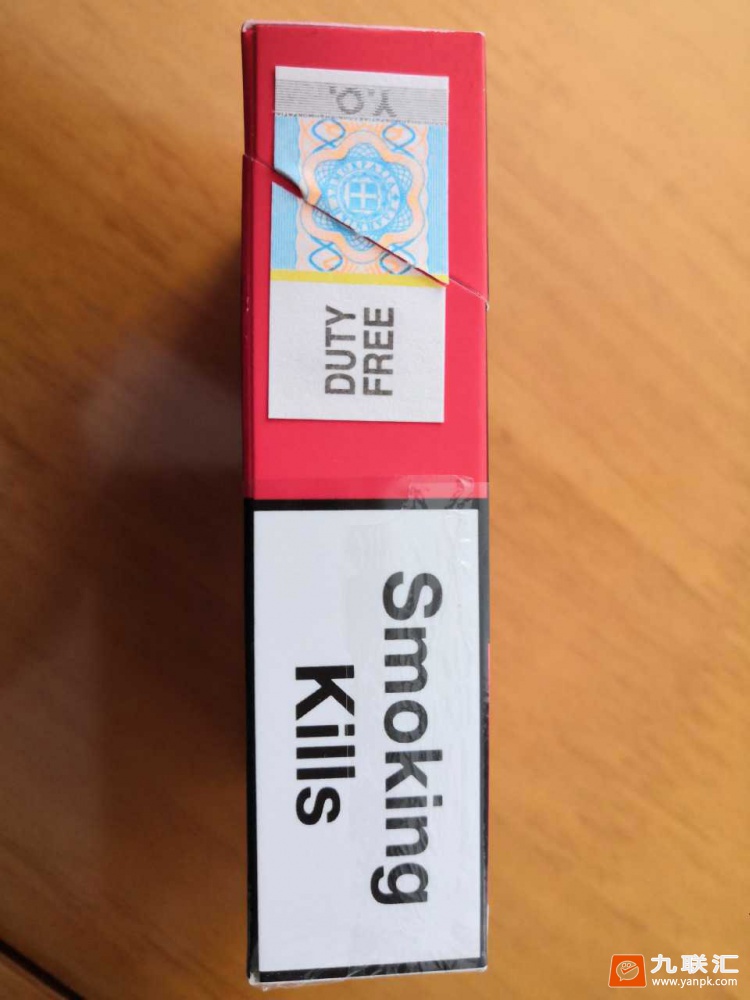 Y.O.
DUTY
FREE
Smoking
Kills
九联汇
www.yanpk.com